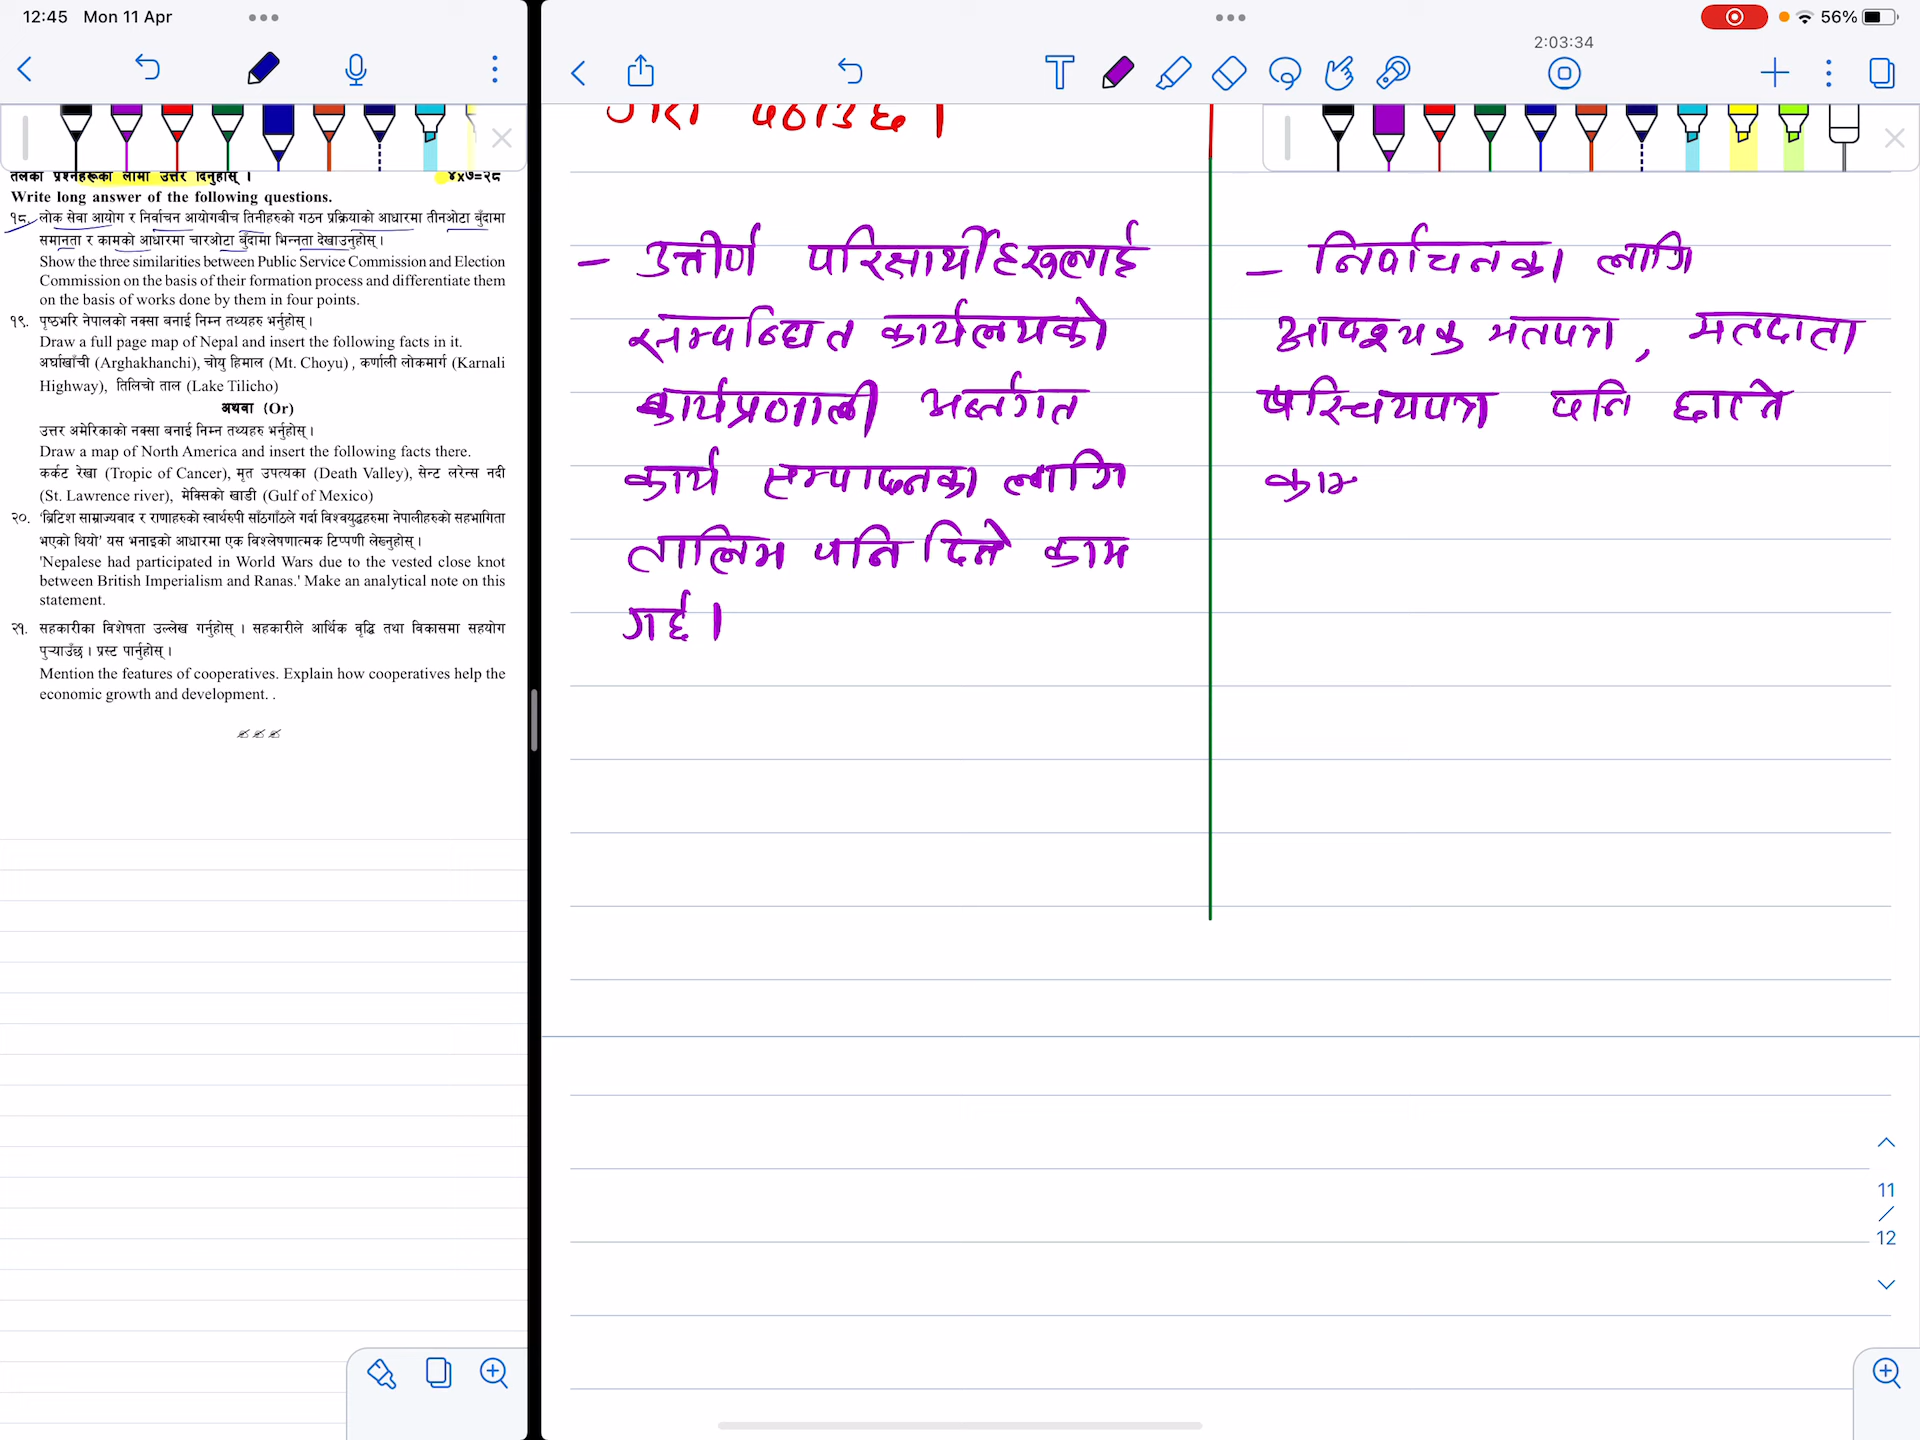 12:45 Mon 11 Apr
56%
2:03:34
तलका प्रश्नहरूको लामो उत्तर दिनुहोस् । ४x७=२८
Write long answer of the following questions.
१८. लोक सेवा आयोग र निर्वाचन आयोगबीच तिनीहरुको गठन प्रक्रियाको आधारमा तीनओटा बुँदामा
समानता र कामको आधारमा चारओटा बुँदामा भिन्नता देखाउनुहोस् ।
Show the three similarities between Public Service Commission and Election
Commission on the basis of their formation process and differentiate them
on the basis of works done by them in four points.
१९. पृष्ठभरि नेपालको नक्सा बनाई निम्न तथ्यहरु भर्नुहोस् ।
Draw a full page map of Nepal and insert the following facts in it.
अर्घाखाँची (Arghakhanchi), चोयु हिमाल (Mt. Choyu) , कर्णाली लोकमार्ग (Karnali
Highway), तिलिचो ताल (Lake Tilicho)
अथवा (Or)
उत्तर अमेरिकाको नक्सा बनाई निम्न तथ्यहरु भर्नुहोस् ।
Draw a map of North America and insert the following facts there.
कर्कट रेखा (Tropic of Cancer), मृत उपत्यका (Death Valley), सेन्ट लरेन्स नदी
(St. Lawrence river), मेक्सिको खाडी (Gulf of Mexico)
२०. 'ब्रिटिश साम्राज्यवाद र राणाहरुको स्वार्थरुपी साँठगाँठले गर्दा विश्वयुद्धहरुमा नेपालीहरुको सहभागिता
भएको थियो' यस भनाइको आधारमा एक विश्लेषणात्मक टिप्पणी लेख्नुहोस् ।
'Nepalese had participated in World Wars due to the vested close knot
between British Imperialism and Ranas.' Make an analytical note on this
statement.
२१. सहकारीका विशेषता उल्लेख गर्नुहोस् । सहकारीले आर्थिक वृद्धि तथा विकासमा सहयोग
पुऱ्याउँछ । प्रस्ट पार्नुहोस् ।
Mention the features of cooperatives. Explain how cooperatives help the
economic growth and development. .
पठाउछ ।
- उत्तीर्ण परिक्षार्थीहरूलाई
सम्वन्धित कार्यलयको
कार्यप्रणाली अर्न्तगत
कार्य सम्पादनका लागि
तालिम पनि दिने काम
गर्छ ।
- निर्वाचनका लागि
आवश्यक मतपत्र, मतदाता
परिचयपत्र पनि छाप्ने
काम
11
/
12